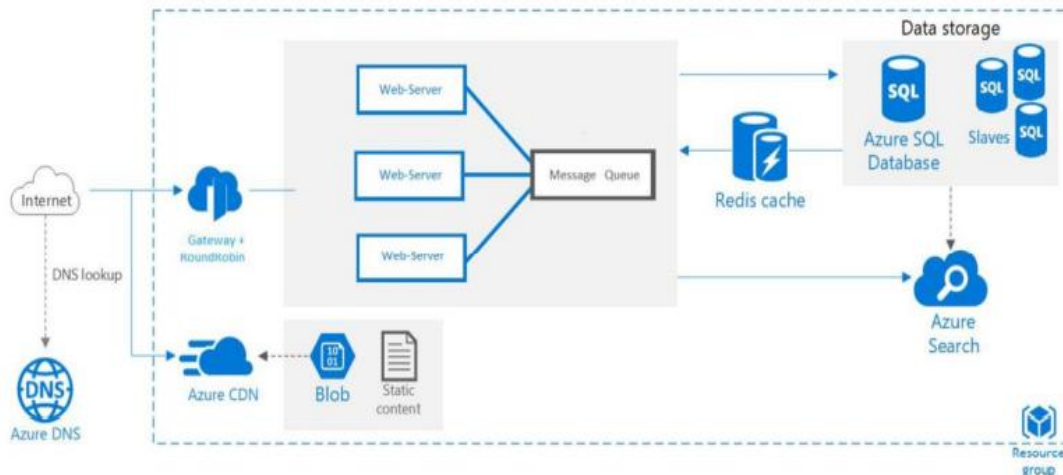 Data storage
Web-Server
Web-Server
Web-Server
Message Queue
SQL
Azure SQL
Database
SQL
SQL
SQL
Slaves
Redis cache
Internet
Gateway +
RoundRobin
DNS lookup
Azure
Search
DNS
Azure DNS
Azure CDN
10
01
Blob
Static
content
Resource
group